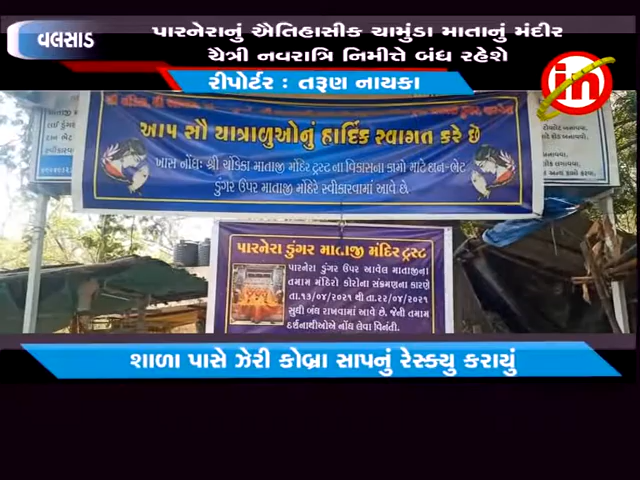 વલસાડ
પારનેરાનું ઐતિહાસીક ચામુંડા માતાનું મંદીર
ચૈત્રી નવરાત્રિ નિમીત્તે બંધ રહેશે
રીપોર્ટર : તરૂણ નાયકા
in
આપ સૌ યાત્રાળુઓનું હાર્દિક સ્વાગત કરે છે
ખાસ નોંધઃ શ્રી ચંડિકા માતાજી મંદિર ટ્રસ્ટના વિકાસના કામો માટે દાન-ભેટ
ડુંગર ઉપર માતાજી મંદિરે સ્વીકારવામાં આવે છે.
પારનેરા ડુંગર માતાજી મંદિર ટ્રસ્ટ
પારનેરા ડુંગર ઉપર આવેલ માતાજીના
તમામ મંદિરો કોરોના સંક્રમણના કારણે
તા.૧૩/૦૪/૨૦૨૧ થી તા.૨૨/૦૪/૨૦૨૧
સુધી બંધ રાખવામાં આવે છે. જેની તમામ
દર્શનાર્થીઓએ નોંધ લેવા વિનંતી.
શાળા પાસે ઝેરી કોબ્રા સાપનું રેસ્ક્યુ કરાયું